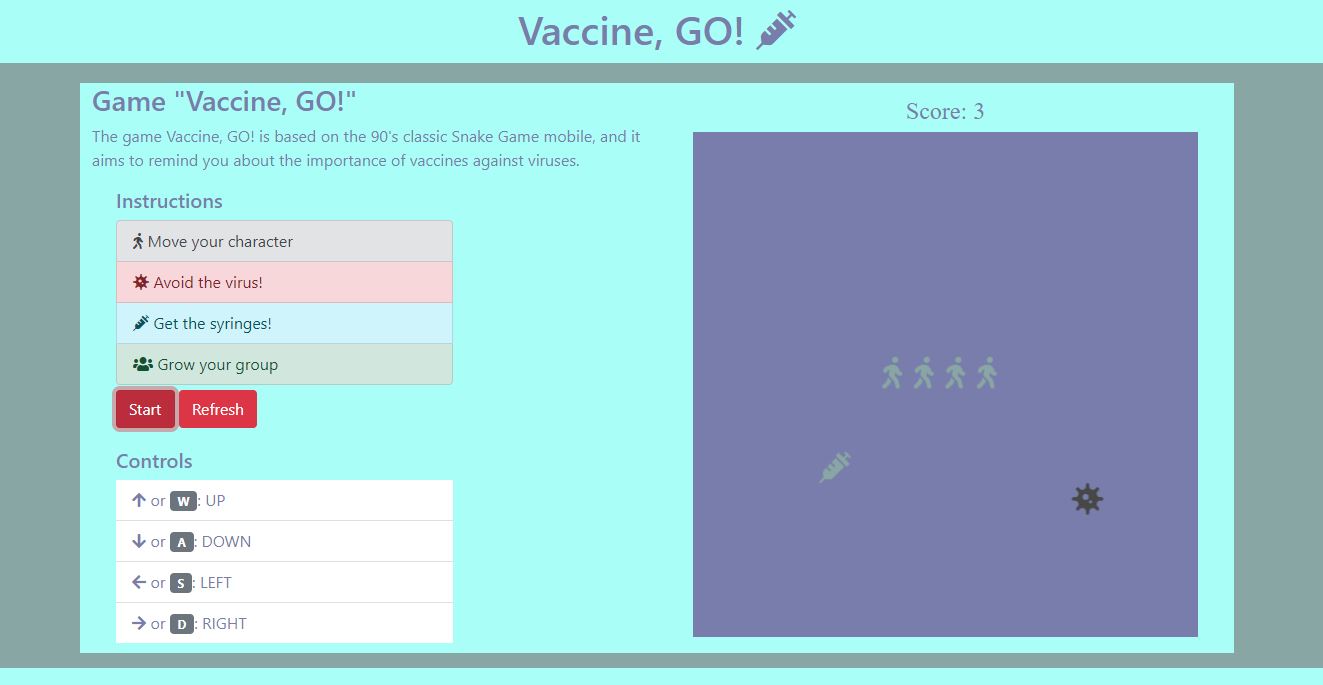 Vaccine, GO!
Game "Vaccine, GO!"
The game Vaccine, GO! is based on the 90's classic Snake Game mobile, and it
aims to remind you about the importance of vaccines against viruses.
Instructions
Move your character
Avoid the virus!
Get the syringes!
Grow your group
Start Refresh
Controls
↑ or W: UP
↓ or A: DOWN
← or S: LEFT
→ or D: RIGHT
Score: 3